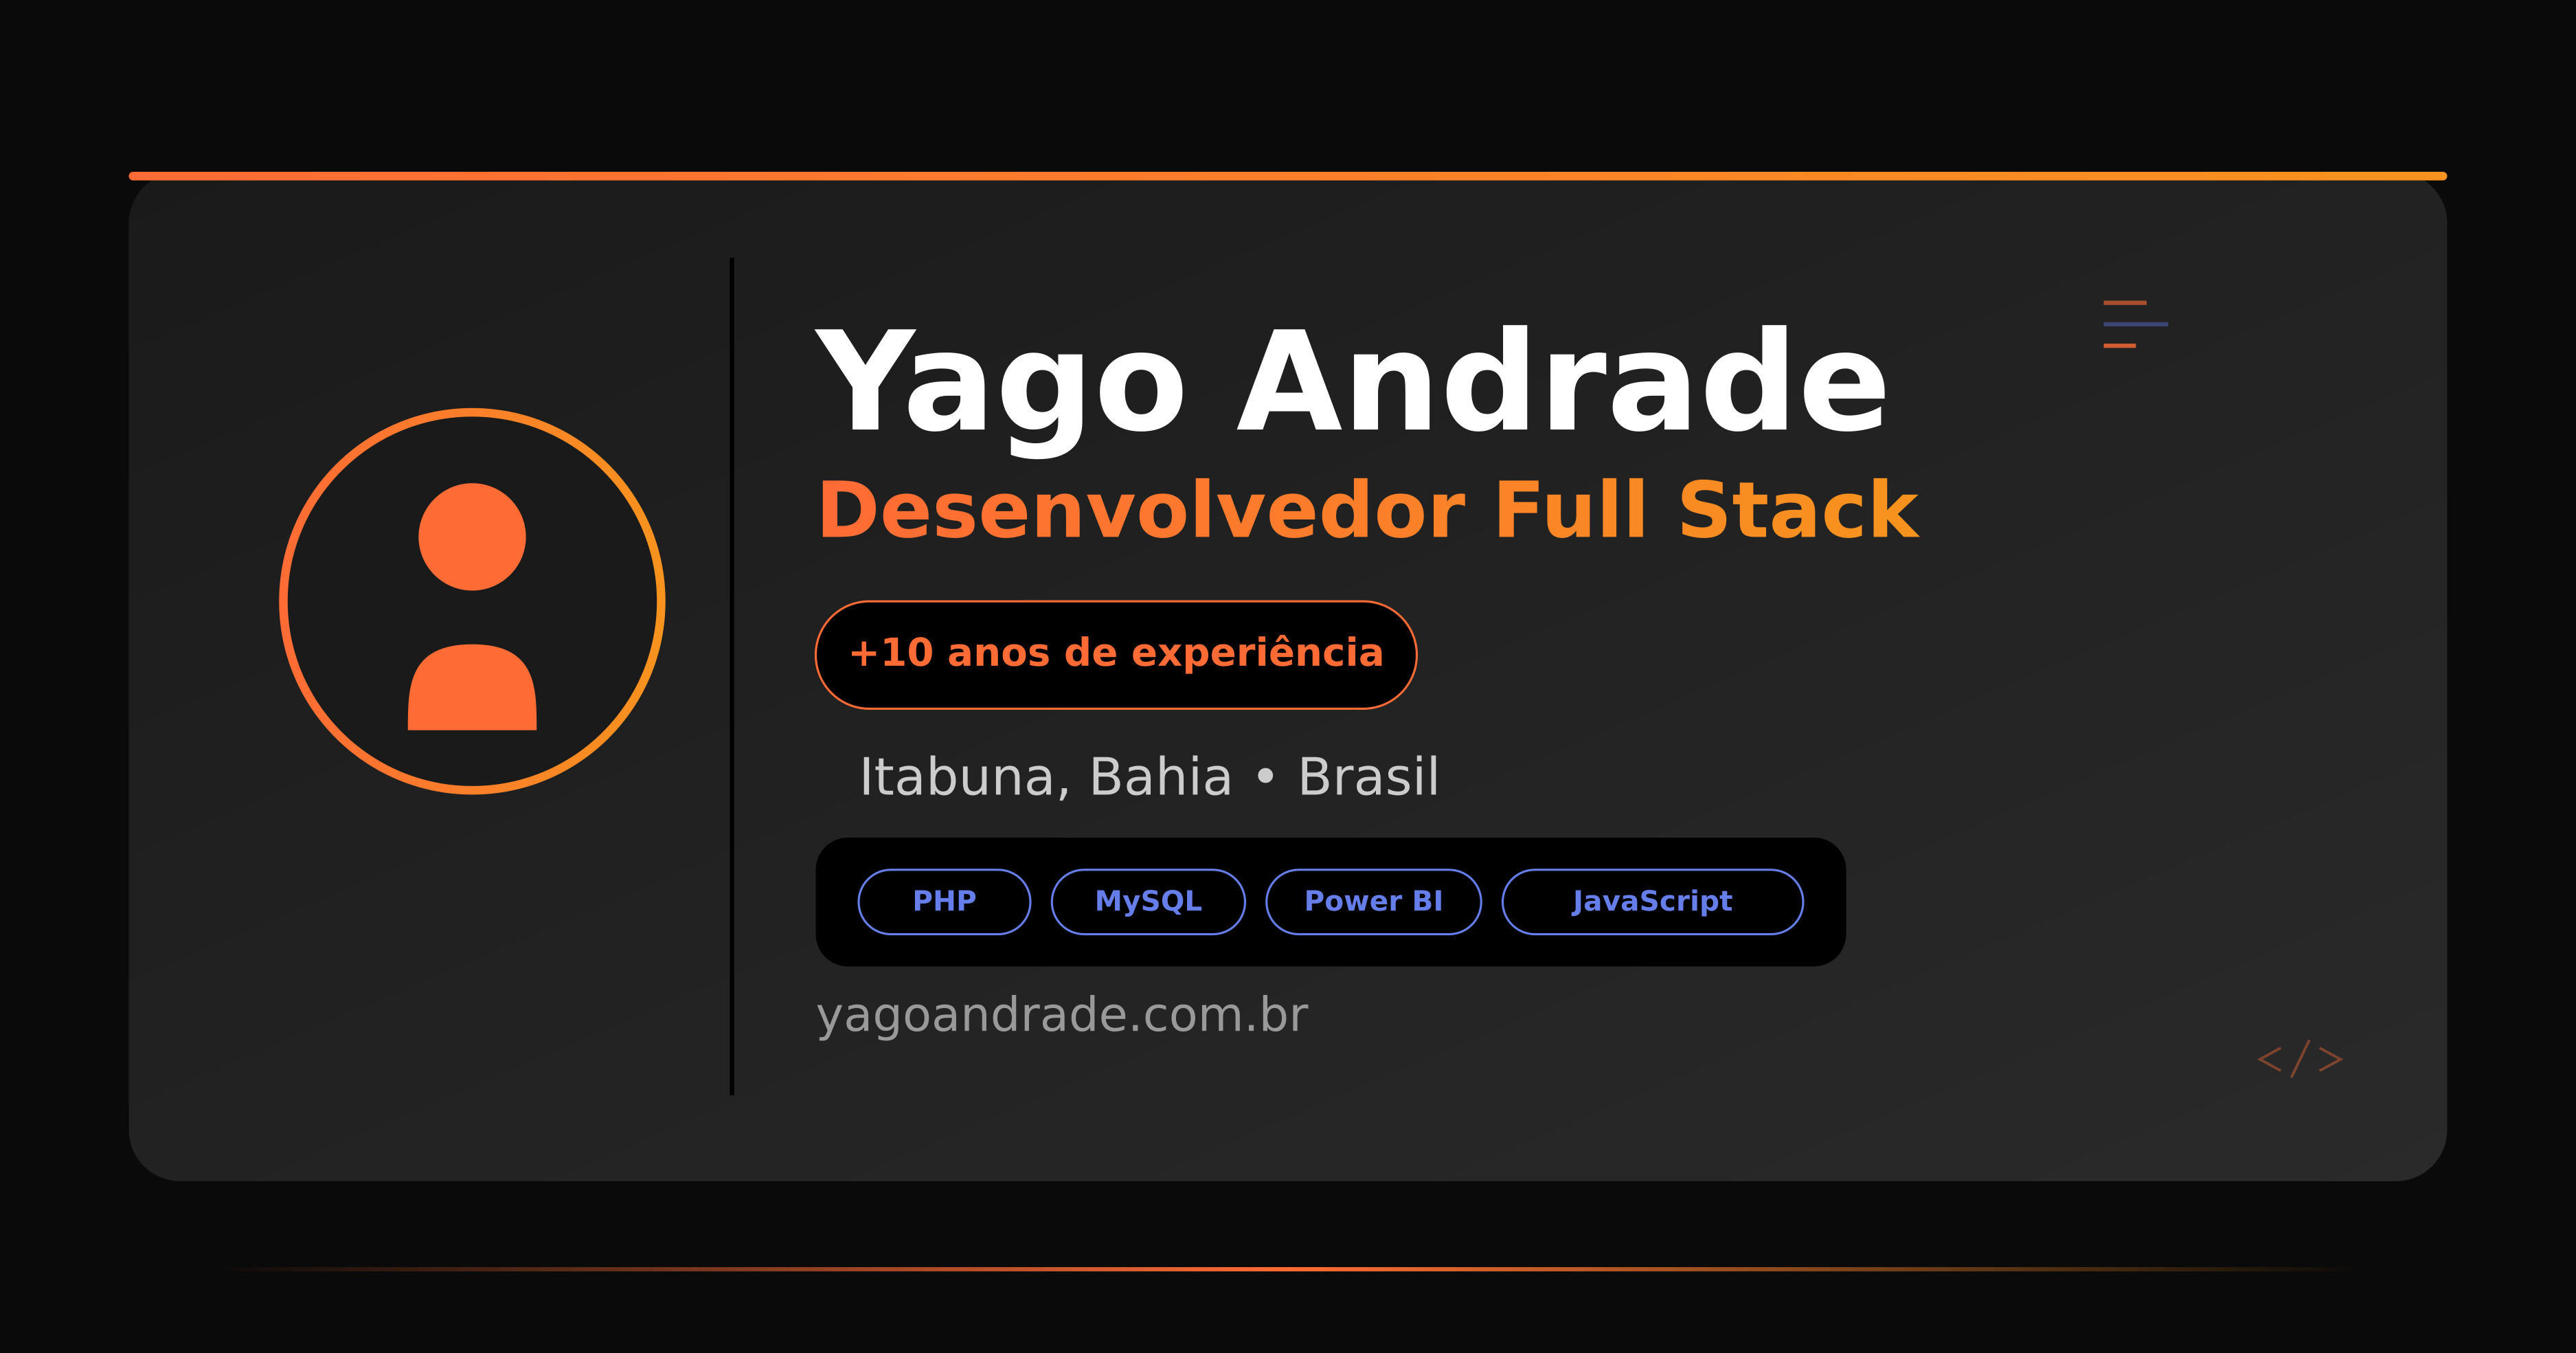 Yago Andrade
Desenvolvedor Full Stack
+10 anos de experiência
Itabuna, Bahia • Brasil
PHP MySQL Power BI JavaScript
yagoandrade.com.br
</>